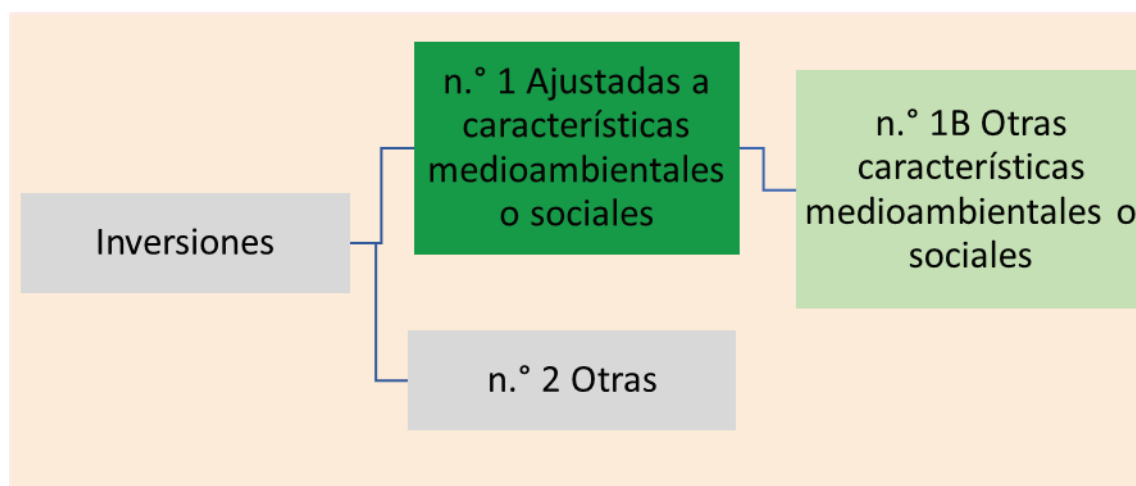 n.° 1 Ajustadas a
características
medioambientales
o sociales
n.° 1B Otras
características
medioambientales o
sociales
Inversiones
n.° 2 Otras